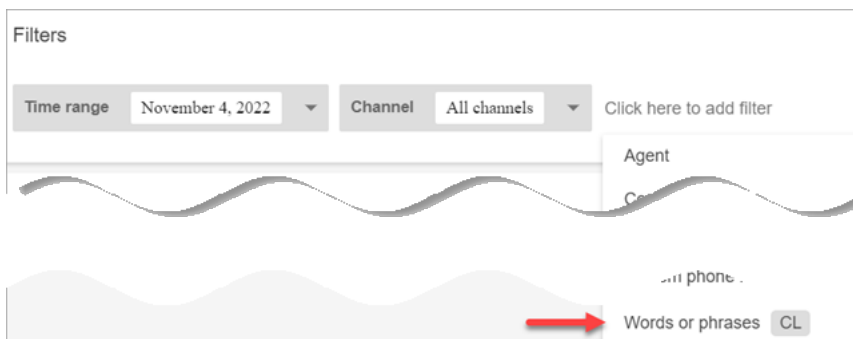 Filters
Time range November 4, 2022 Channel All channels Click here to add filter
Agent
phone
Words or phrases CL